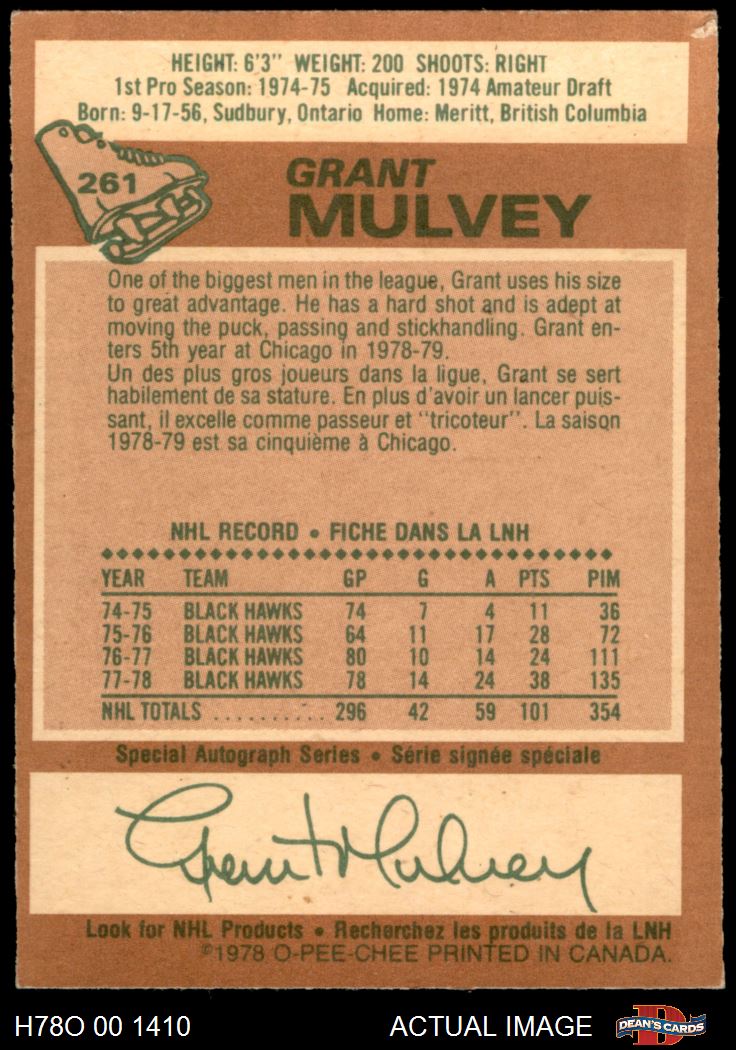 HEIGHT: 6'3" WEIGHT: 200 SHOOTS: RIGHT
1st Pro Season: 1974-75 Acquired: 1974 Amateur Draft
Born: 9-17-56, Sudbury, Ontario Home: Meritt, British Columbia
261
GRANT
MULVEY
One of the biggest men in the league, Grant uses his size
to great advantage. He has a hard shot and is adept at
moving the puck, passing and stickhandling. Grant en-
ters 5th year at Chicago in 1978-79.
Un des plus gros joueurs dans la ligue, Grant se sert
habilement de sa stature. En plus d'avoir un lancer puis-
sant, il excelle comme passeur et "tricoteur". La saison
1978-79 est sa cinquième à Chicago.
NHL RECORD • FICHE DANS LA LNH
YEAR TEAM GP G A PTS PIM
74-75 BLACK HAWKS 74 7 4 11 36
75-76 BLACK HAWKS 64 11 17 28 72
76-77 BLACK HAWKS 80 10 14 24 111
77-78 BLACK HAWKS 78 14 24 38 135
NHL TOTALS .......... 296 42 59 101 354
Special Autograph Series • Série signée spéciale
Grant Mulvey
Look for NHL Products • Recherchez les produits de la LNH
©1978 O-PEE-CHEE PRINTED IN CANADA.
H78O 00 1410 ACTUAL IMAGE D DEAN'S CARDS